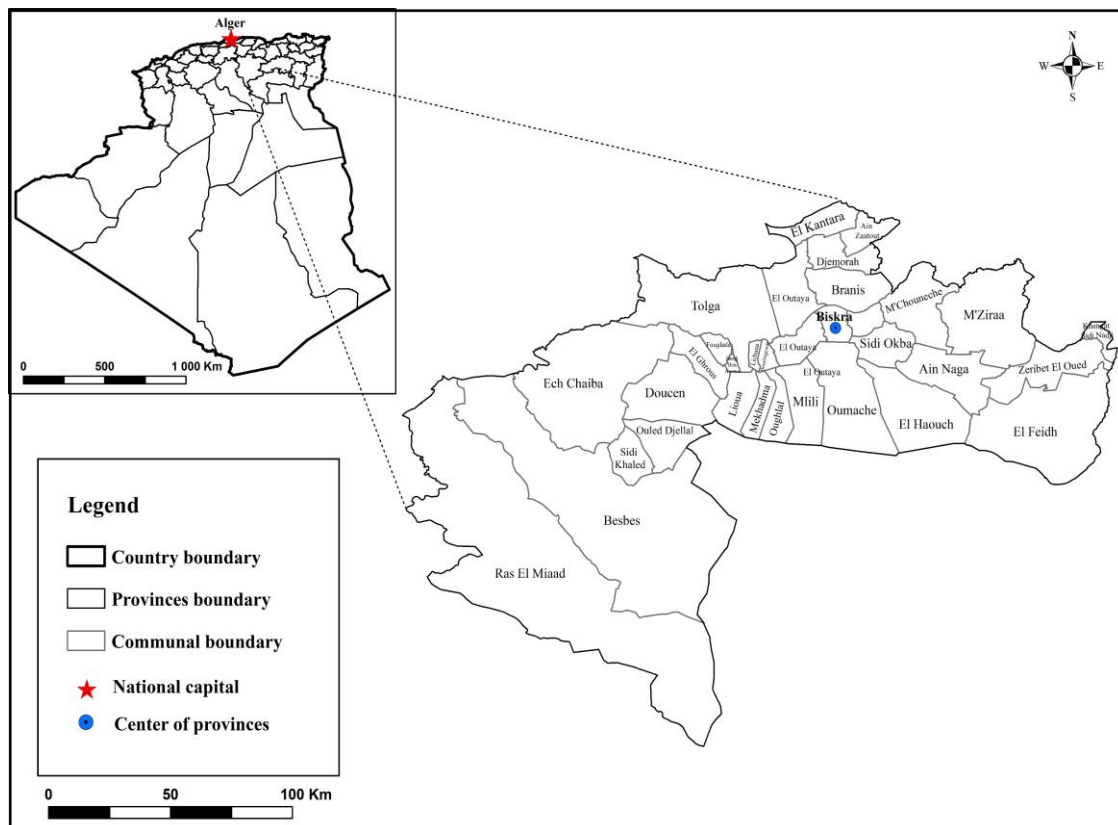 Alger
0 500 1 000 Km
N
W E
S
El Kantara
Ain
Zaatout
Djemorah
Branis
El Outaya
Tolga
M'Chouneche
M'Ziraa
Biskra
Sidi Okba
El Outaya
El Outaya
Ain Naga
Zeribet El Oued
Sidi Nadji
El Ghrous
Ech Chaiba
Doucen
Lioua
Mekhadma
Oughlal
Mlili
Oumache
El Haouch
El Feidh
Ouled Djellal
Sidi
Khaled
Besbes
Ras El Miaad
Legend
Country boundary
Provinces boundary
Communal boundary
National capital
Center of provinces
0 50 100 Km